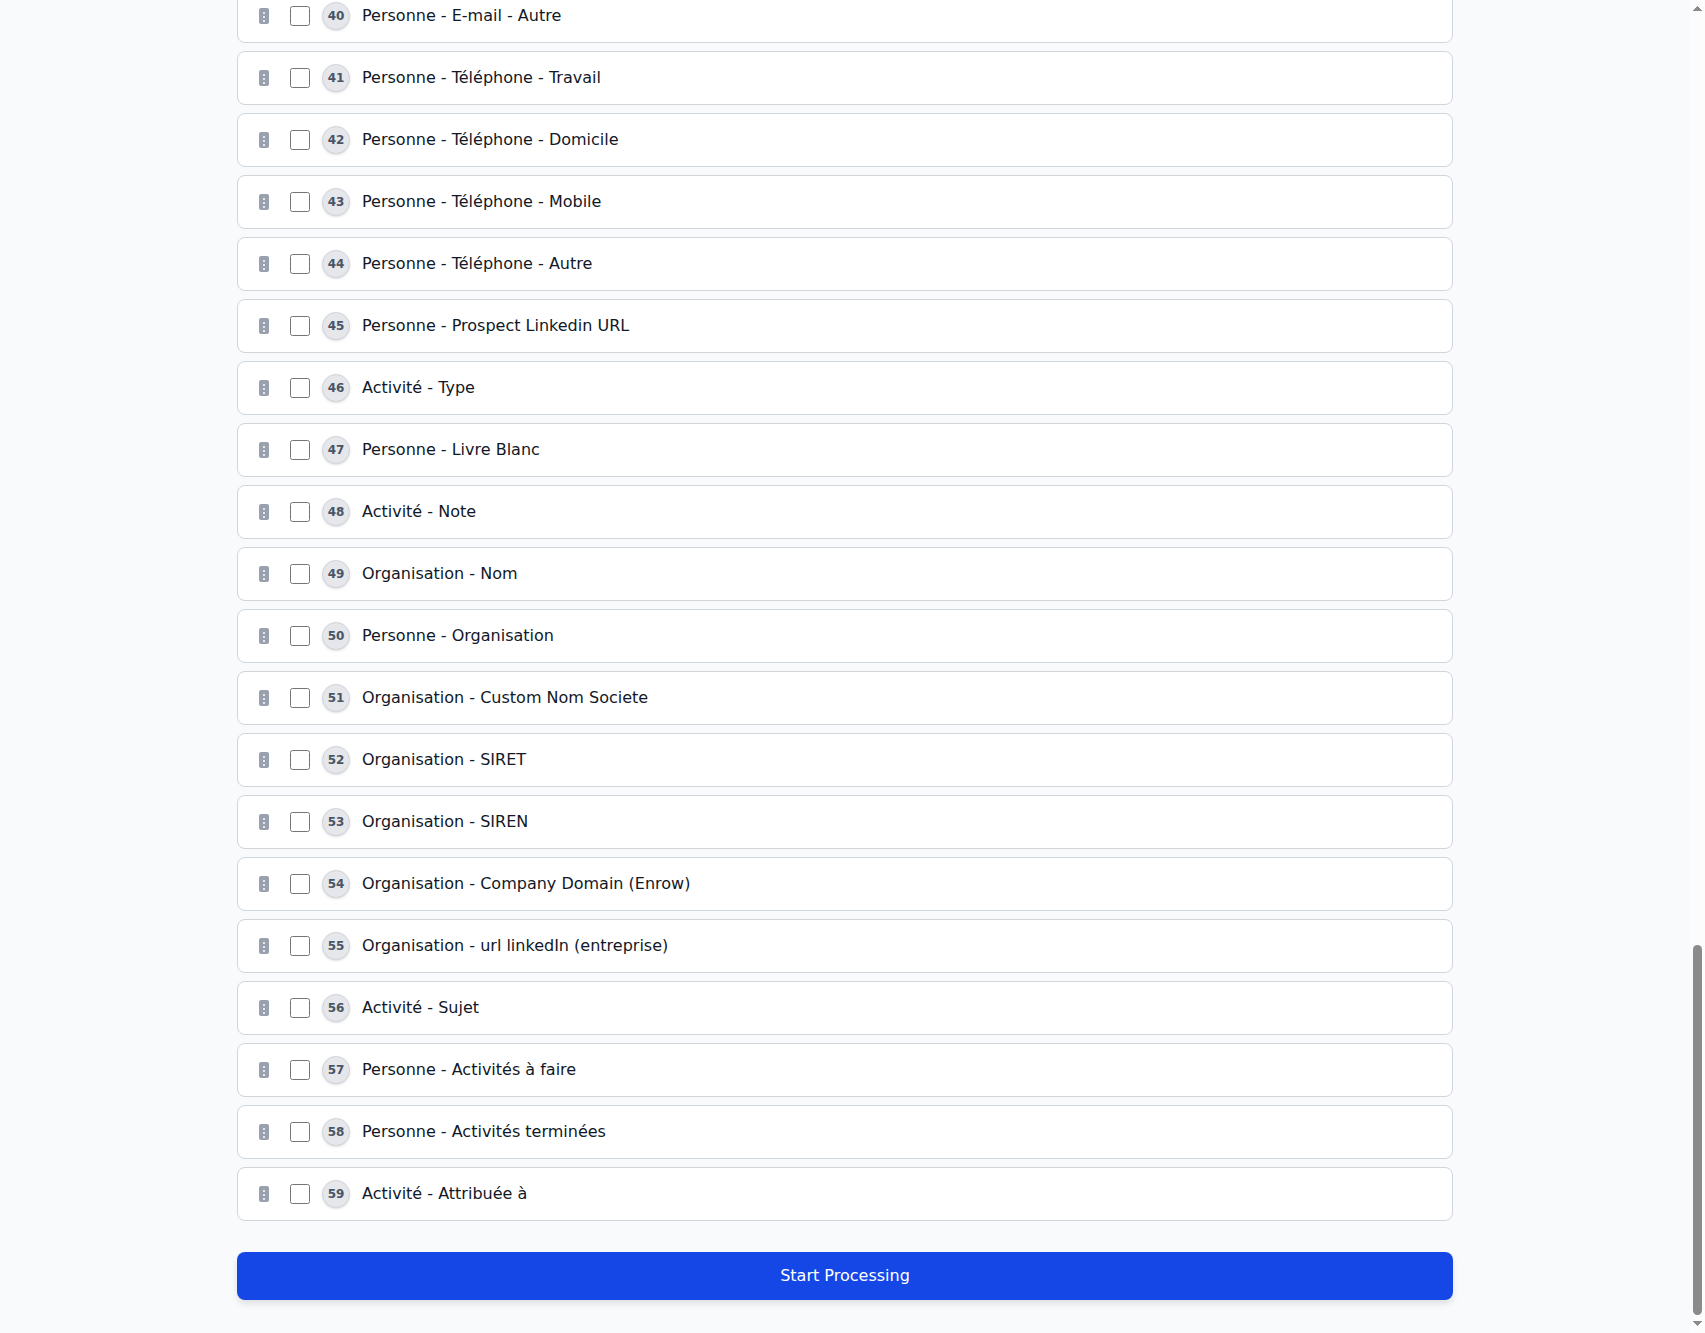 40 Personne - E-mail - Autre
41 Personne - Téléphone - Travail
42 Personne - Téléphone - Domicile
43 Personne - Téléphone - Mobile
44 Personne - Téléphone - Autre
45 Personne - Prospect Linkedin URL
46 Activité - Type
47 Personne - Livre Blanc
48 Activité - Note
49 Organisation - Nom
50 Personne - Organisation
51 Organisation - Custom Nom Societe
52 Organisation - SIRET
53 Organisation - SIREN
54 Organisation - Company Domain (Enrow)
55 Organisation - url linkedIn (entreprise)
56 Activité - Sujet
57 Personne - Activités à faire
58 Personne - Activités terminées
59 Activité - Attribuée à
Start Processing